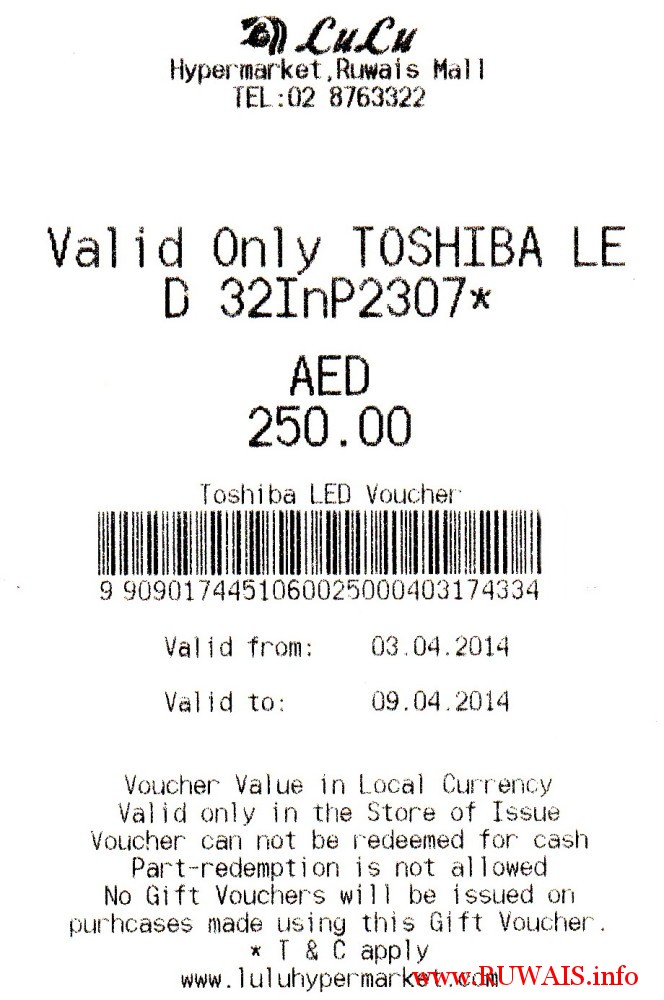 LuLu
Hypermarket,Ruwais Mall
TEL:02 8763322
Valid Only TOSHIBA LE
D 32InP2307*
AED
250.00
Toshiba LED Voucher
9 909017445106002500040317​4334
Valid from: 03.04.2014
Valid to: 09.04.2014
Voucher Value in Local Currency
Valid only in the Store of Issue
Voucher can not be redeemed for cash
Part-redemption is not allowed
No Gift Vouchers will be issued on
purhcases made using this Gift Voucher.
* T & C apply
www.luluhypermarket.com
www.RUWAIS.info